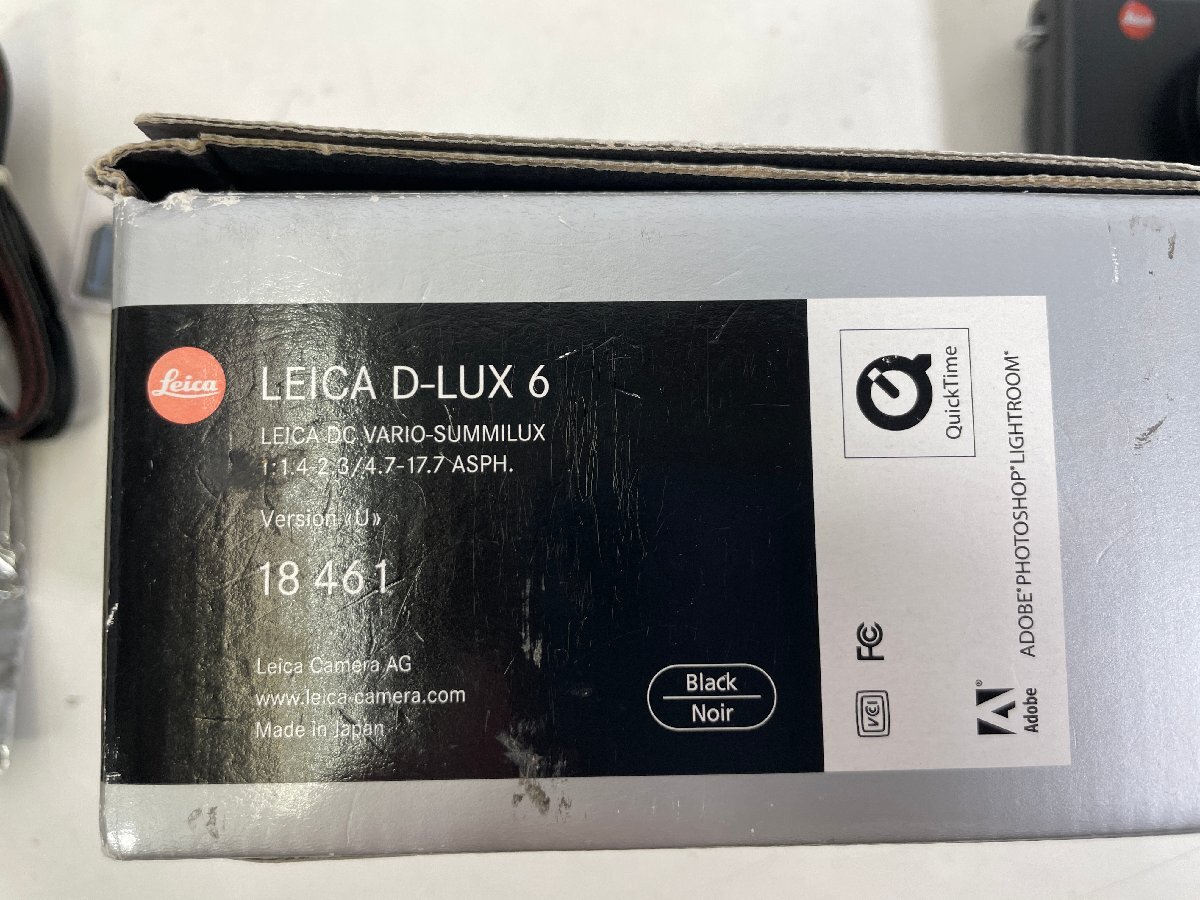 Leica
LEICA D-LUX 6
LEICA DC VARIO-SUMMILUX
1:1.4-2.3/4.7-17.7 ASPH.
Version «U»
18 461
Leica Camera AG
www.leica-camera.com
Made in Japan
Black
Noir
QuickTime
FC
VCCI
Adobe®
ADOBE® PHOTOSHOP® LIGHTROOM®